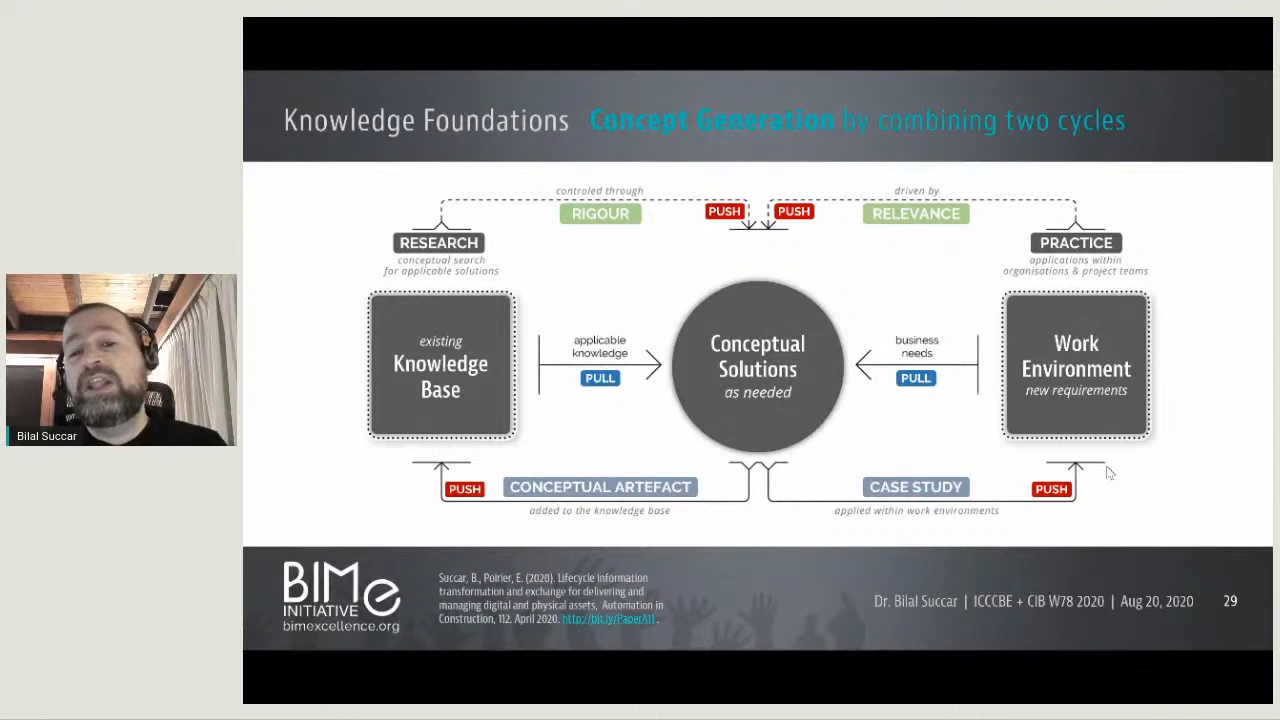 Knowledge Foundations Concept Generation by combining two cycles
controled through
RIGOUR
PUSH
PUSH
driven by
RELEVANCE
RESEARCH
conceptual search
for applicable solutions
PRACTICE
applications within
organisations & project teams
existing
Knowledge
Base
applicable
knowledge
PULL
Conceptual
Solutions
as needed
business
needs
PULL
Work
Environment
new requirements
PUSH
CONCEPTUAL ARTEFACT
added to the knowledge base
CASE STUDY
applied within work environments
PUSH
Bilal Succar
BIMe
INITIATIVE
bimexcellence.org
Succar, B., Poirier, E. (2020). Lifecycle information
transformation and exchange for delivering and
managing digital and physical assets, Automation in
Construction, 112. April 2020. http://bit.ly/PaperA11 .
Dr. Bilal Succar | ICCCBE + CIB W78 2020 | Aug 20, 2020 29